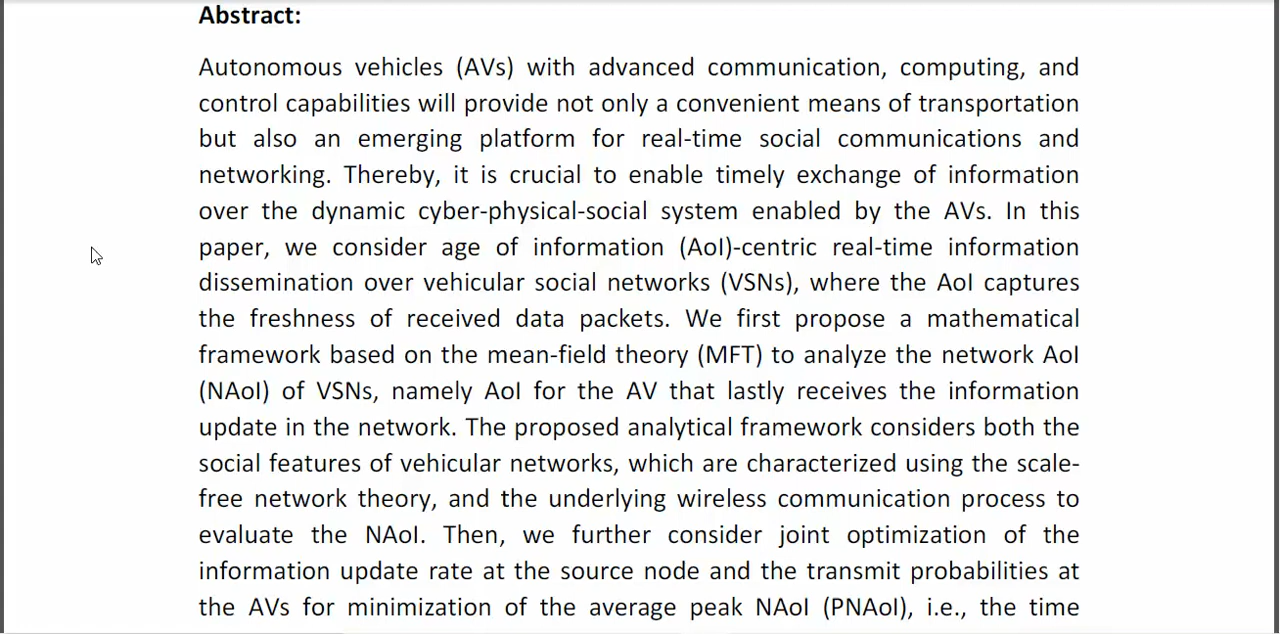 Abstract:
Autonomous vehicles (AVs) with advanced communication, computing, and
control capabilities will provide not only a convenient means of transportation
but also an emerging platform for real-time social communications and
networking. Thereby, it is crucial to enable timely exchange of information
over the dynamic cyber-physical-social system enabled by the AVs. In this
paper, we consider age of information (AoI)-centric real-time information
dissemination over vehicular social networks (VSNs), where the AoI captures
the freshness of received data packets. We first propose a mathematical
framework based on the mean-field theory (MFT) to analyze the network AoI
(NAoI) of VSNs, namely AoI for the AV that lastly receives the information
update in the network. The proposed analytical framework considers both the
social features of vehicular networks, which are characterized using the scale-
free network theory, and the underlying wireless communication process to
evaluate the NAoI. Then, we further consider joint optimization of the
information update rate at the source node and the transmit probabilities at
the AVs for minimization of the average peak NAoI (PNAoI), i.e., the time